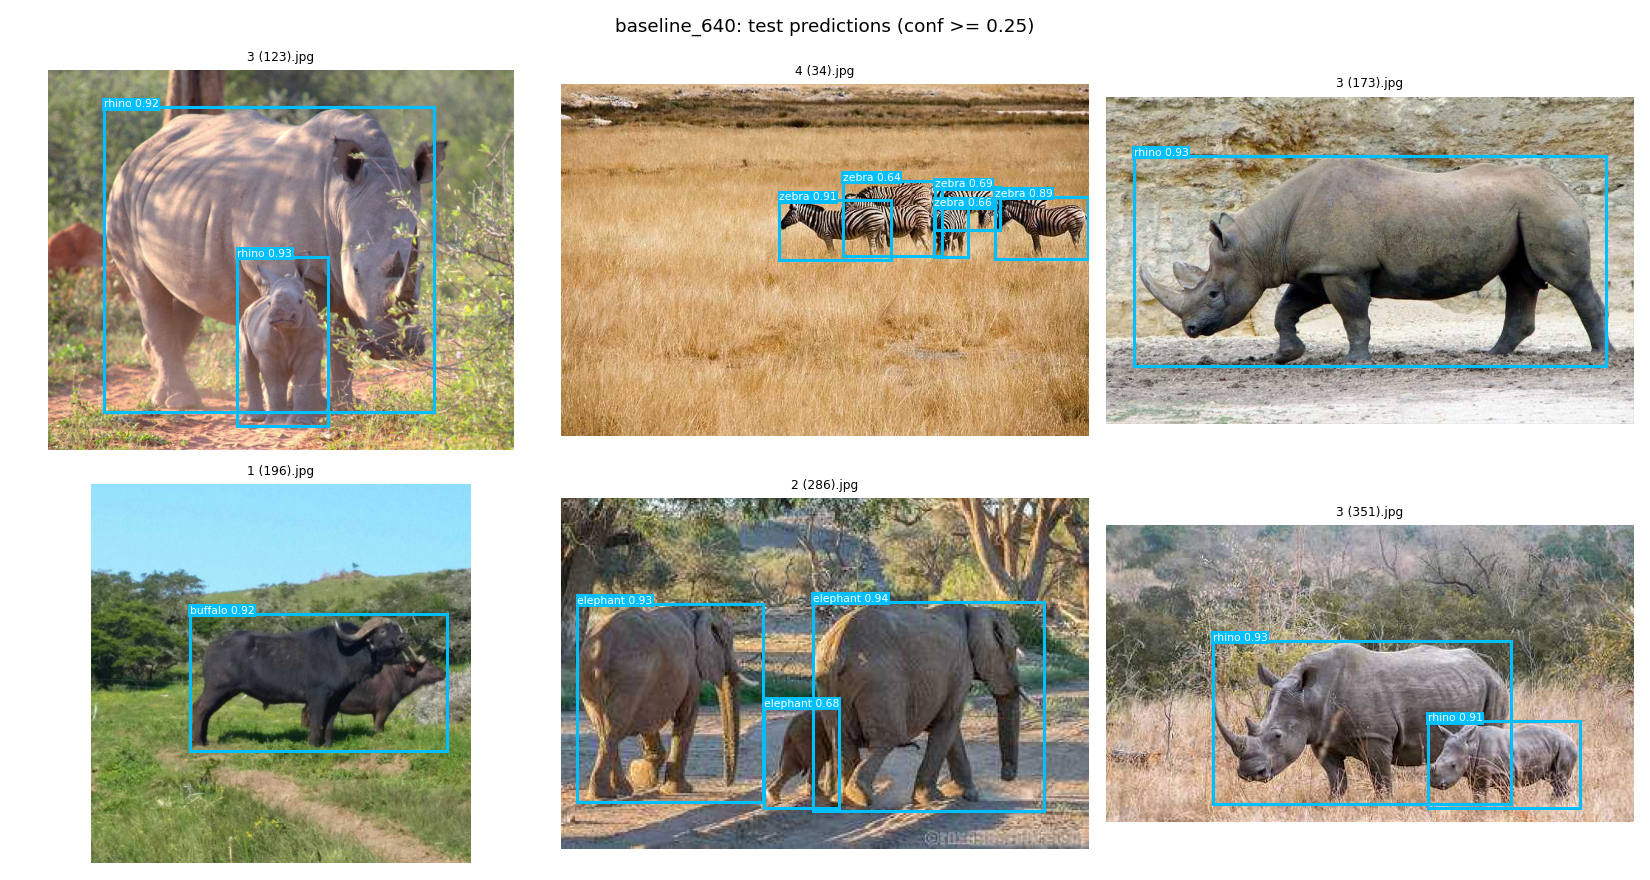 baseline_640: test predictions (conf >= 0.25)
3 (123).jpg
rhino 0.92
rhino 0.93
4 (34).jpg
zebra 0.91
zebra 0.64
zebra 0.69
zebra 0.66
zebra 0.89
3 (173).jpg
rhino 0.93
1 (196).jpg
buffalo 0.92
2 (286).jpg
elephant 0.93
elephant 0.94
elephant 0.68
3 (351).jpg
rhino 0.93
rhino 0.91